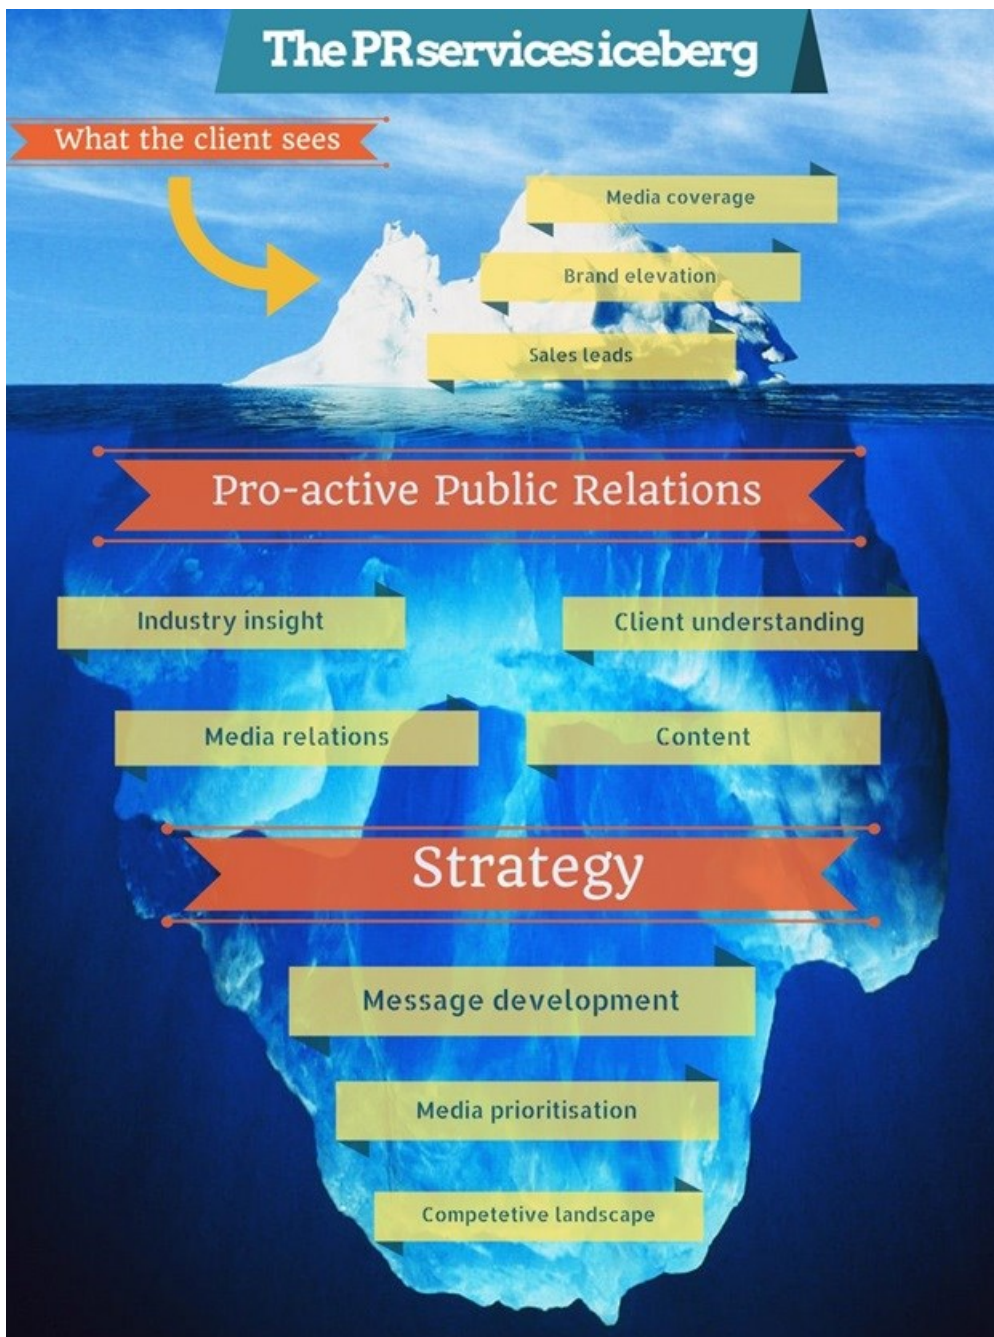 The PR services iceberg
What the client sees
Media coverage
Brand elevation
Sales leads
Pro-active Public Relations
Industry insight
Client understanding
Media relations
Content
Strategy
Message development
Media prioritisation
Competetive landscape